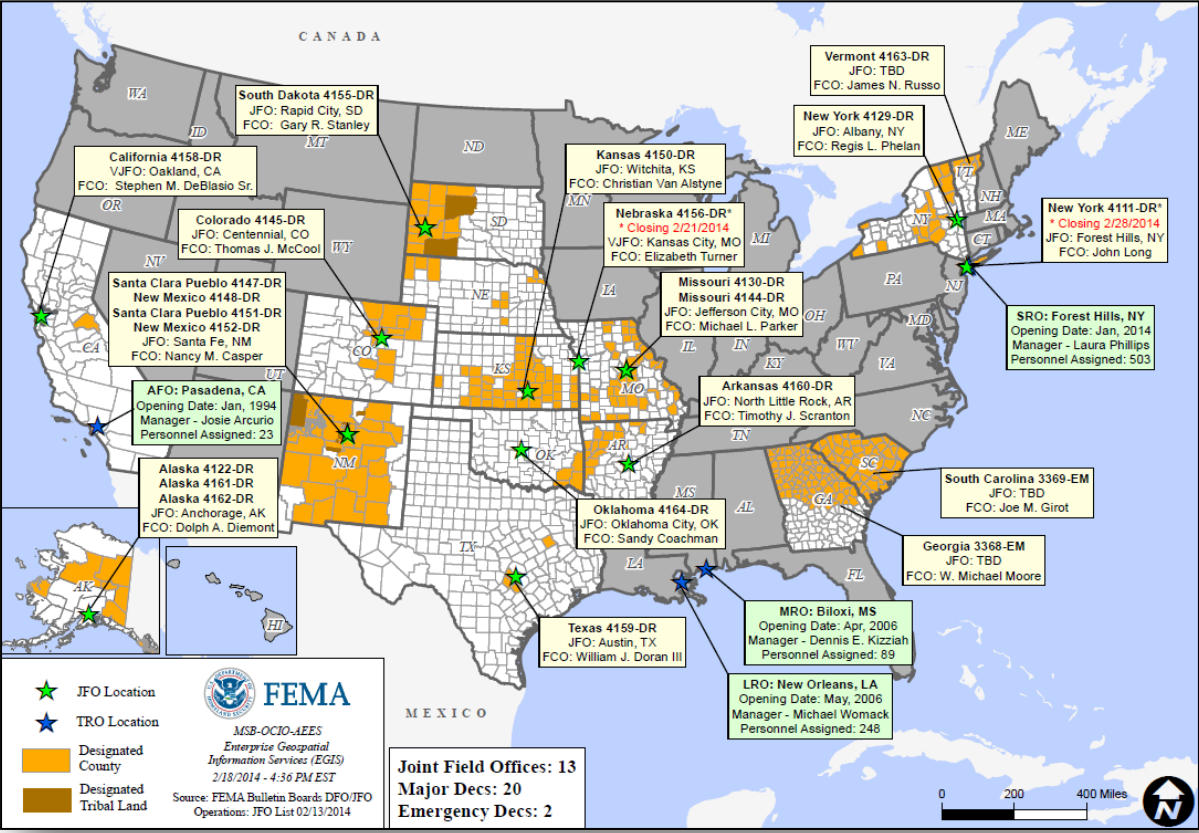 CANADA
Vermont 4163-DR
JFO: TBD
FCO: James N. Russo
South Dakota 4155-DR
JFO: Rapid City, SD
FCO: Gary R. Stanley
New York 4129-DR
JFO: Albany, NY
FCO: Regis L. Phelan
California 4158-DR
VJFO: Oakland, CA
FCO: Stephem M. DeBlasio Sr.
Kansas 4150-DR
JFO: Witchita, KS
FCO: Christian Van Alstyne
Colorado 4145-DR
JFO: Centennial, CO
FCO: Thomas J. McCool
Nebraska 4156-DR*
* Closing 2/21/2014
VJFO: Kansas City, MO
FCO: Elizabeth Turner
New York 4111-DR*
* Closing 2/28/2014
JFO: Forest Hills, NY
FCO: John Long
Santa Clara Pueblo 4147-DR
New Mexico 4148-DR
Santa Clara Pueblo 4151-DR
New Mexico 4152-DR
JFO: Santa Fe, NM
FCO: Nancy M. Casper
Missouri 4130-DR
Missouri 4144-DR
JFO: Jefferson City, MO
FCO: Michael L. Parker
SRO: Forest Hills, NY
Opening Date: Jan, 2014
Manager - Laura Phillips
Personnel Assigned: 503
AFO: Pasadena, CA
Opening Date: Jan, 1994
Manager - Josie Arcurio
Personnel Assigned: 23
Arkansas 4160-DR
JFO: North Little Rock, AR
FCO: Timothy J. Scranton
Alaska 4122-DR
Alaska 4161-DR
Alaska 4162-DR
JFO: Anchorage, AK
FCO: Dolph A. Diemont
South Carolina 3369-EM
JFO: TBD
FCO: Joe M. Girot
Oklahoma 4164-DR
JFO: Oklahoma City, OK
FCO: Sandy Coachman
Georgia 3368-EM
JFO: TBD
FCO: W. Michael Moore
Texas 4159-DR
JFO: Austin, TX
FCO: William J. Doran III
MRO: Biloxi, MS
Opening Date: Apr, 2006
Manager - Dennis E. Kizziah
Personnel Assigned: 89
LRO: New Orleans, LA
Opening Date: May, 2006
Manager - Michael Womack
Personnel Assigned: 248
WA
ID
MT
ND
OR
WY
SD
MN
MI
ME
VT
NH
NY
MA
CT
NV
NE
IA
PA
NJ
CA
UT
CO
KS
MO
IL
IN
OH
MD
WV
KY
VA
NC
TN
NM
OK
AR
MS
AL
GA
SC
TX
LA
FL
AK
HI
MEXICO
JFO Location
TRO Location
Designated
County
Designated
Tribal Land
FEMA
MSB-OCIO-AEES
Enterprise Geospatial
Information Services (EGIS)
2/18/2014 - 4:36 PM EST
Source: FEMA Bulletin Boards DFO/JFO
Operations: JFO List 02/13/2014
Joint Field Offices: 13
Major Decs: 20
Emergency Decs: 2
0 200 400 Miles
N